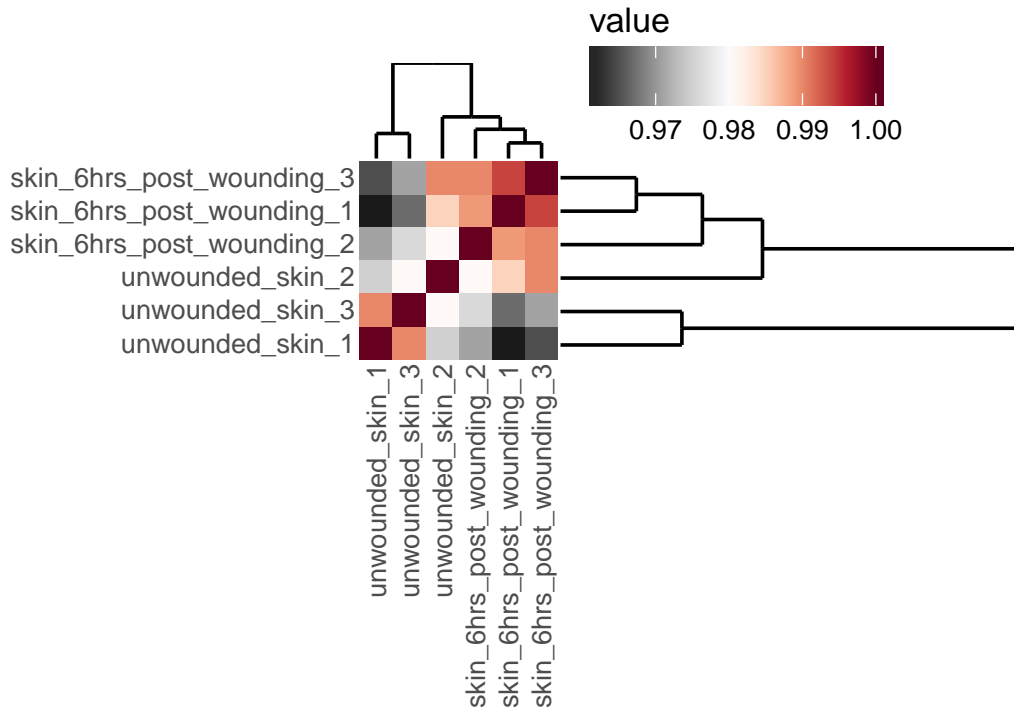 value
0.97 0.98 0.99 1.00
skin_6hrs_post_wounding_3
skin_6hrs_post_wounding_1
skin_6hrs_post_wounding_2
unwounded_skin_2
unwounded_skin_3
unwounded_skin_1
unwounded_skin_1
unwounded_skin_3
unwounded_skin_2
skin_6hrs_post_wounding_2
skin_6hrs_post_wounding_1
skin_6hrs_post_wounding_3